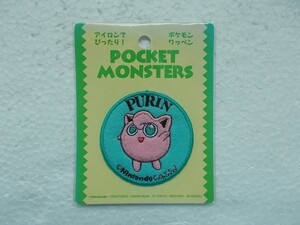 アイロンで
ぴったり！
ポケモン
ワッペン
POCKET
MONSTERS
PURIN
©Nintendo